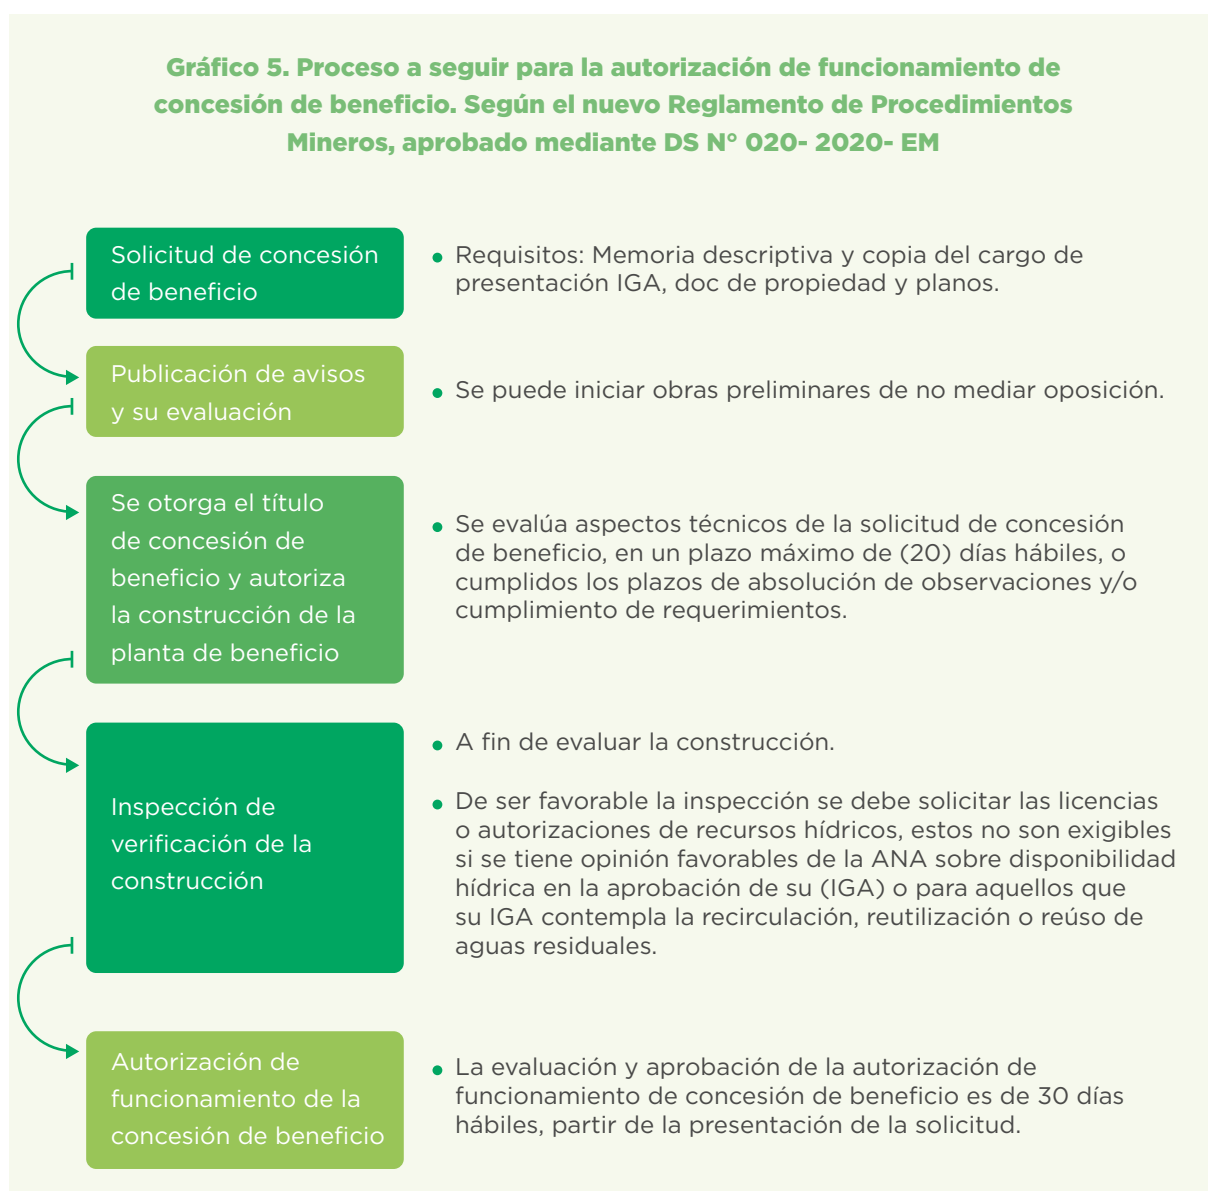 Gráfico 5. Proceso a seguir para la autorización de funcionamiento de
concesión de beneficio. Según el nuevo Reglamento de Procedimientos
Mineros, aprobado mediante DS N° 020- 2020- EM
Solicitud de concesión
de beneficio
• Requisitos: Memoria descriptiva y copia del cargo de
presentación IGA, doc de propiedad y planos.
Publicación de avisos
y su evaluación
• Se puede iniciar obras preliminares de no mediar oposición.
Se otorga el título
de concesión de
beneficio y autoriza
la construcción de la
planta de beneficio
• Se evalúa aspectos técnicos de la solicitud de concesión
de beneficio, en un plazo máximo de (20) días hábiles, o
cumplidos los plazos de absolución de observaciones y/o
cumplimiento de requerimientos.
Inspección de
verificación de la
construcción
• A fin de evaluar la construcción.
• De ser favorable la inspección se debe solicitar las licencias
o autorizaciones de recursos hídricos, estos no son exigibles
si se tiene opinión favorables de la ANA sobre disponibilidad
hídrica en la aprobación de su (IGA) o para aquellos que
su IGA contempla la recirculación, reutilización o reúso de
aguas residuales.
Autorización de
funcionamiento de la
concesión de beneficio
• La evaluación y aprobación de la autorización de
funcionamiento de concesión de beneficio es de 30 días
hábiles, partir de la presentación de la solicitud.